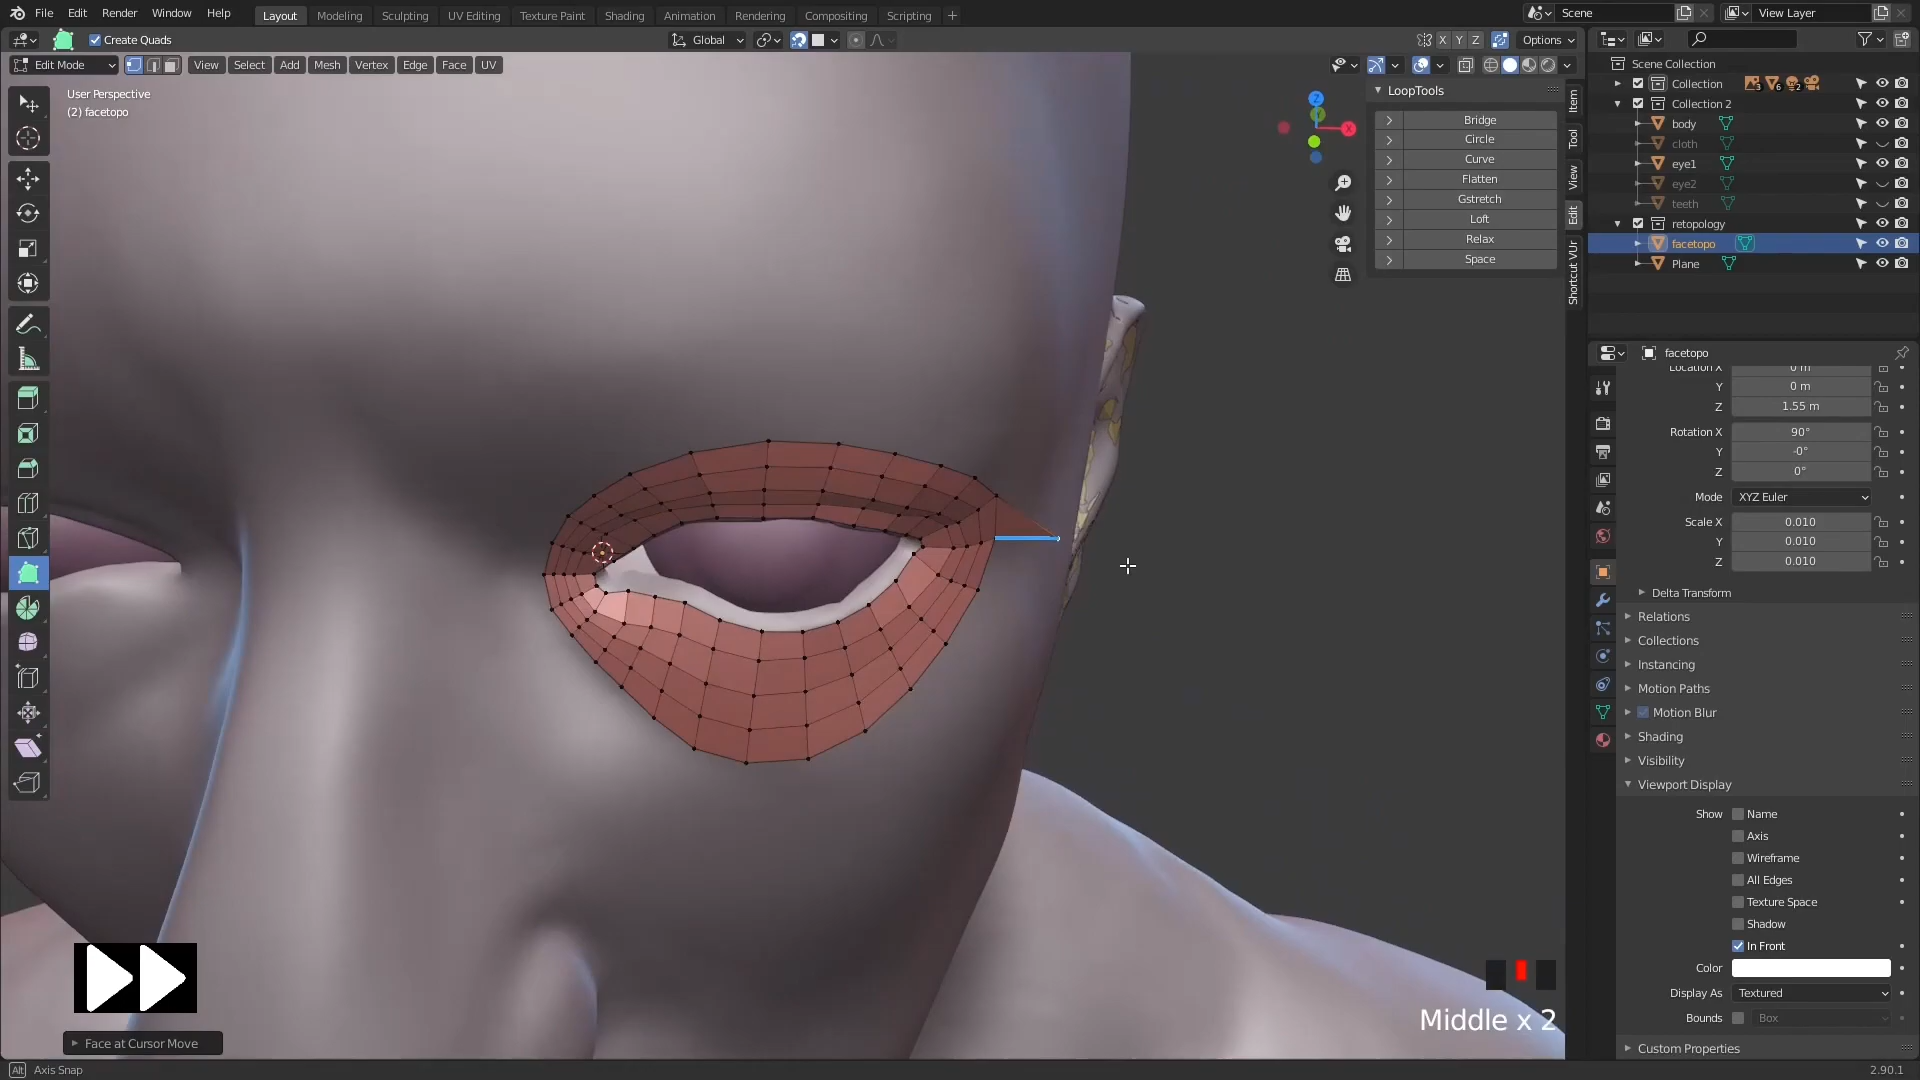 File Edit Render Window Help Layout Modeling Sculpting UV Editing Texture Paint Shading Animation Rendering Compositing Scripting + Scene View Layer
Create Quads Global X Y Z Options
Edit Mode View Select Add Mesh Vertex Edge Face UV
User Perspective
(2) facetopo
Z
X
LoopTools
Bridge
Circle
Curve
Flatten
Gstretch
Loft
Relax
Space
Item
Tool
View
Edit
Shortcut VUr
Scene Collection
Collection 3 6 2
Collection 2
body
cloth
eye1
eye2
teeth
retopology
facetopo
Plane
facetopo
Location X 0 m
Y 0 m
Z 1.55 m
Rotation X 90°
Y -0°
Z 0°
Mode XYZ Euler
Scale X 0.010
Y 0.010
Z 0.010
Delta Transform
Relations
Collections
Instancing
Motion Paths
Motion Blur
Shading
Visibility
Viewport Display
Show Name
Axis
Wireframe
All Edges
Texture Space
Shadow
In Front
Color
Display As Textured
Bounds Box
Custom Properties
Middle x 2
Face at Cursor Move
Alt Axis Snap
2.90.1